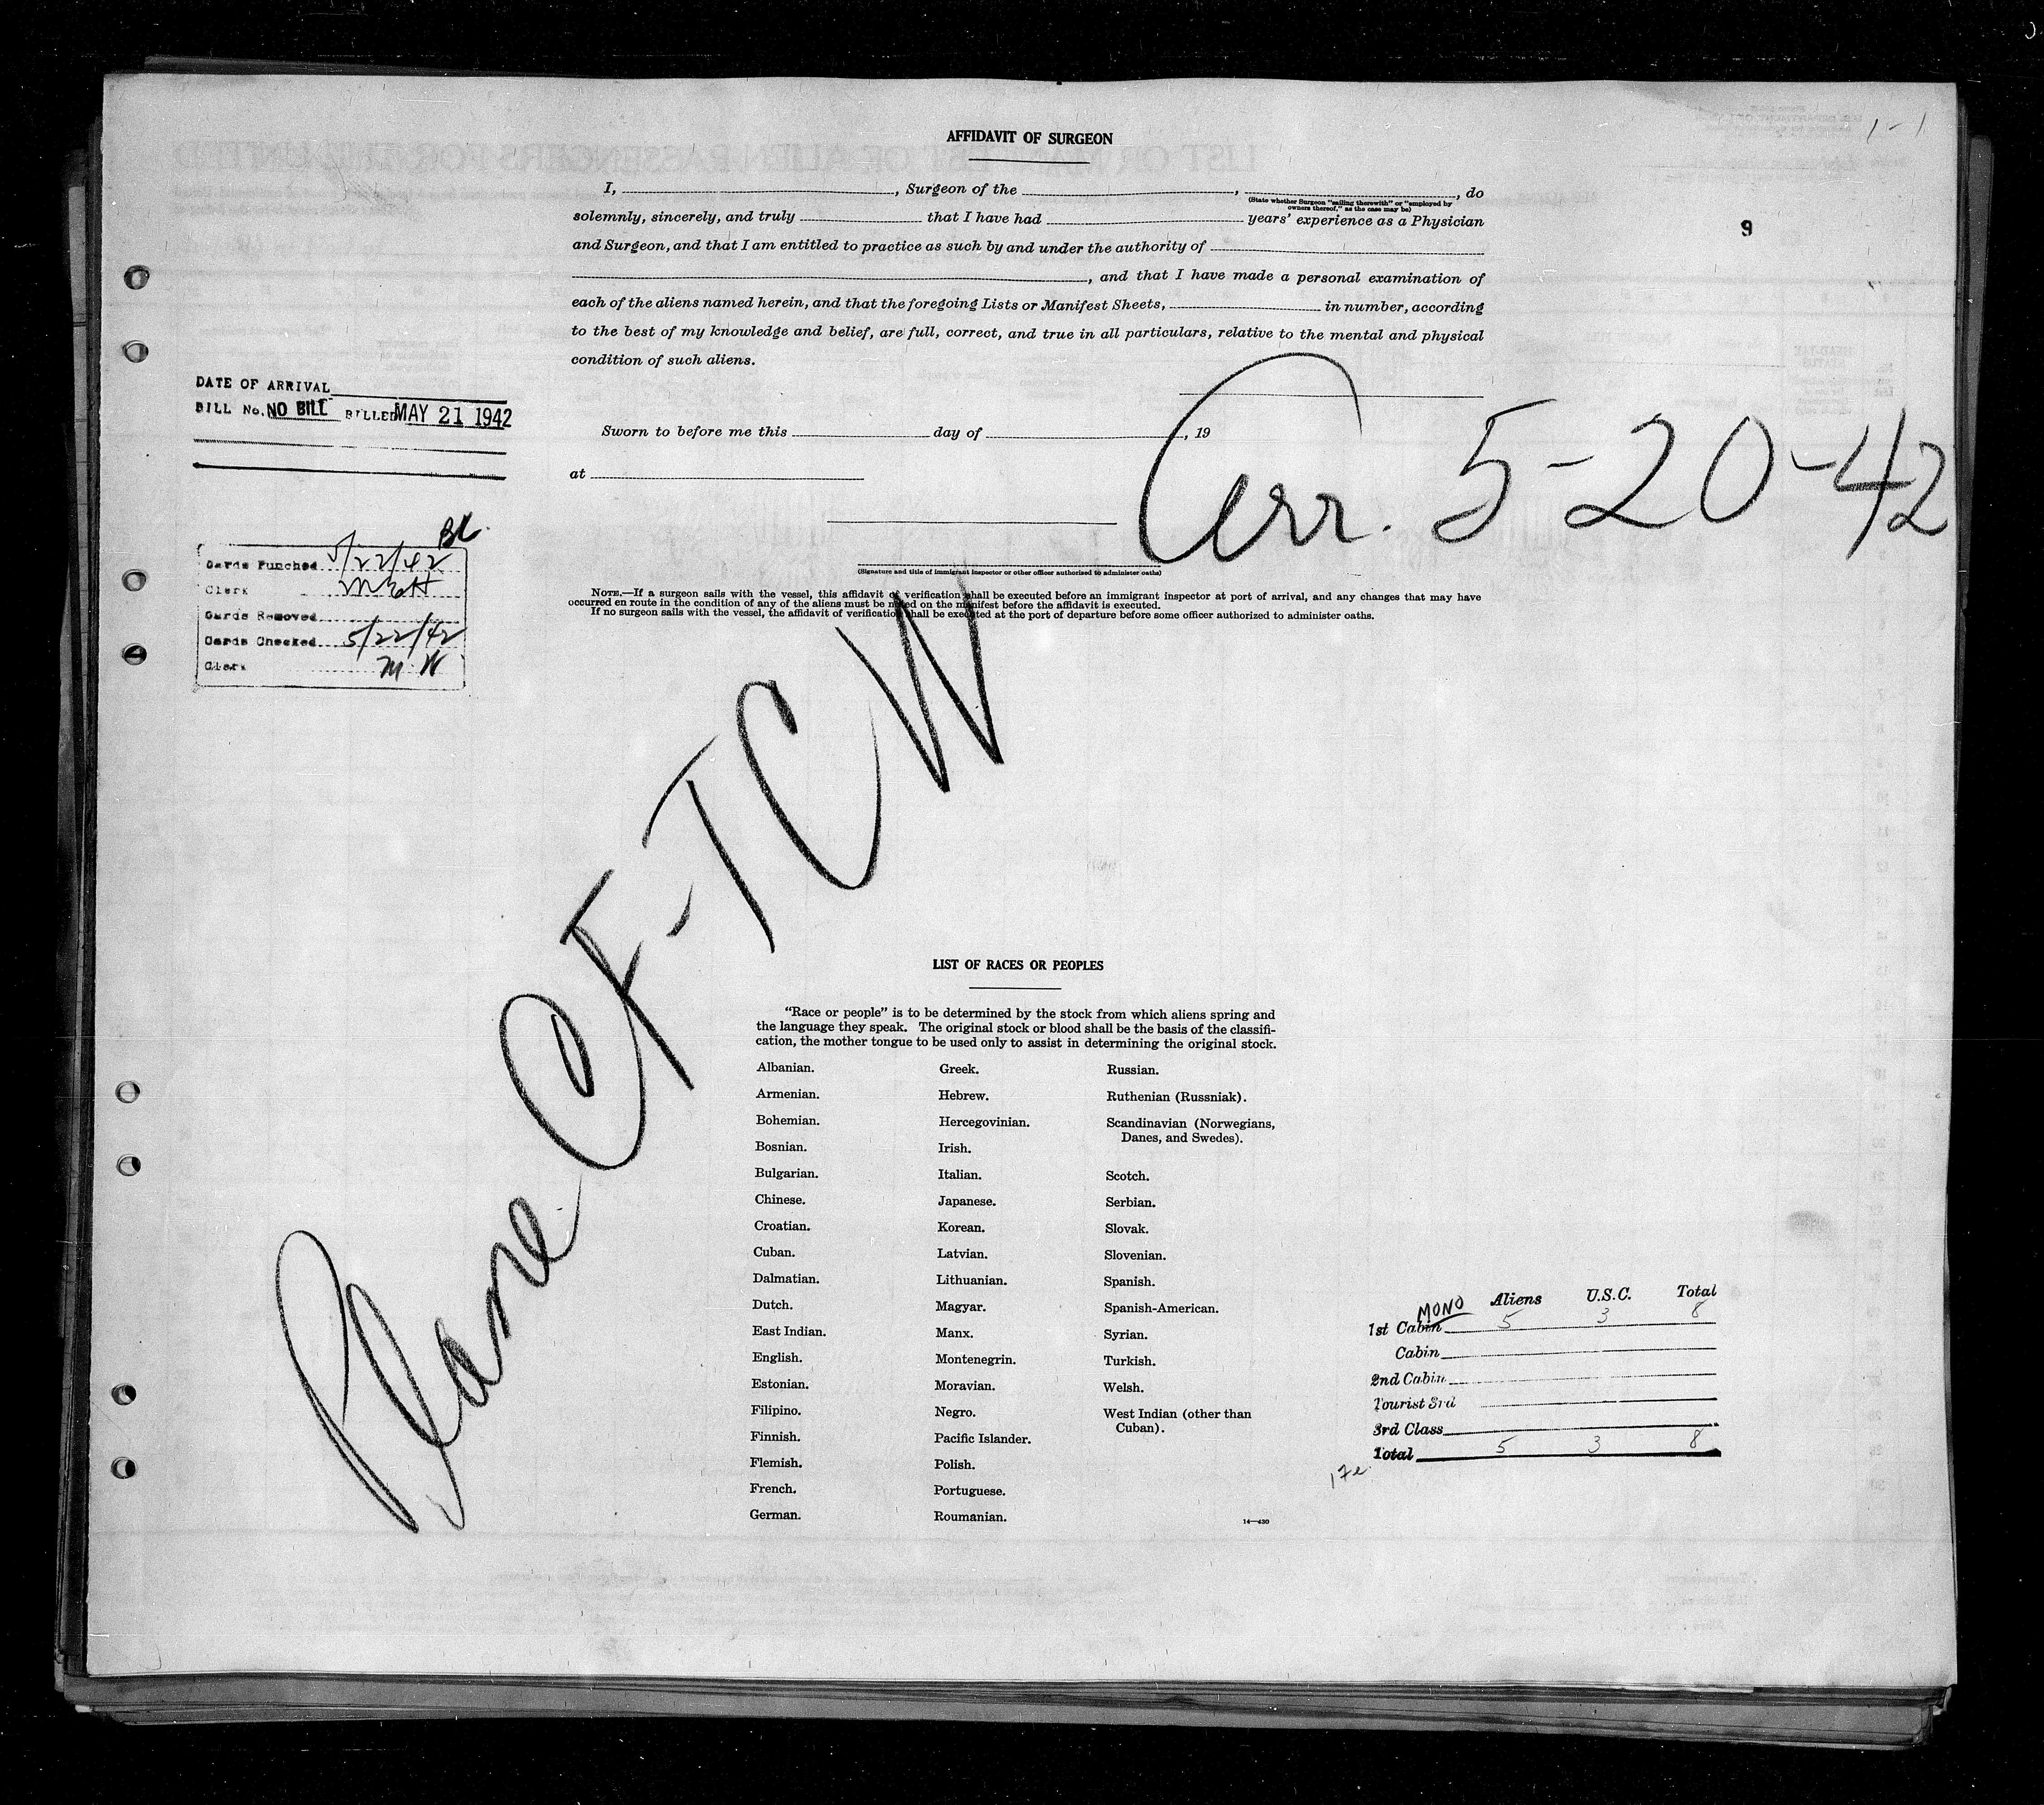 1-1
AFFIDAVIT OF SURGEON
I, , Surgeon of the , , do
(State whether Surgeon "sailing therewith" or "employed by
owners thereof," as the case may be)
solemnly, sincerely, and truly that I have had years' experience as a Physician
9
and Surgeon, and that I am entitled to practice as such by and under the authority of
, and that I have made a personal examination of
each of the aliens named herein, and that the foregoing Lists or Manifest Sheets, in number, according
to the best of my knowledge and belief, are full, correct, and true in all particulars, relative to the mental and physical
condition of such aliens.
DATE OF ARRIVAL
BILL No. NO BILL BILLED MAY 21 1942
Sworn to before me this day of , 19
at
Arr. 5-20-42
(Signature and title of immigrant inspector or other officer authorized to administer oaths)
Cards Punched 5/22/42
Clerk
Cards Removed
Cards Checked 5/22/42
Clerk M W
NOTE.—If a surgeon sails with the vessel, this affidavit of verification shall be executed before an immigrant inspector at port of arrival, and any changes that may have
occurred en route in the condition of any of the aliens must be noted on the manifest before the affidavit is executed.
If no surgeon sails with the vessel, the affidavit of verification shall be executed at the port of departure before some officer authorized to administer oaths.
Plane CF-TCW
LIST OF RACES OR PEOPLES
"Race or people" is to be determined by the stock from which aliens spring and
the language they speak. The original stock or blood shall be the basis of the classifi-
cation, the mother tongue to be used only to assist in determining the original stock.
Albanian.
Armenian.
Bohemian.
Bosnian.
Bulgarian.
Chinese.
Croatian.
Cuban.
Dalmatian.
Dutch.
East Indian.
English.
Estonian.
Filipino.
Finnish.
Flemish.
French.
German.
Greek.
Hebrew.
Hercegovinian.
Irish.
Italian.
Japanese.
Korean.
Latvian.
Lithuanian.
Magyar.
Manx.
Montenegrin.
Moravian.
Negro.
Pacific Islander.
Polish.
Portuguese.
Roumanian.
Russian.
Ruthenian (Russniak).
Scandinavian (Norwegians,
Danes, and Swedes).
Scotch.
Serbian.
Slovak.
Slovenian.
Spanish.
Spanish-American.
Syrian.
Turkish.
Welsh.
West Indian (other than
Cuban).
14—430
MONO Aliens U.S.C. Total
1st Cabin 5 3 8
Cabin
2nd Cabin
Tourist 3rd
3rd Class
Total 5 3 8